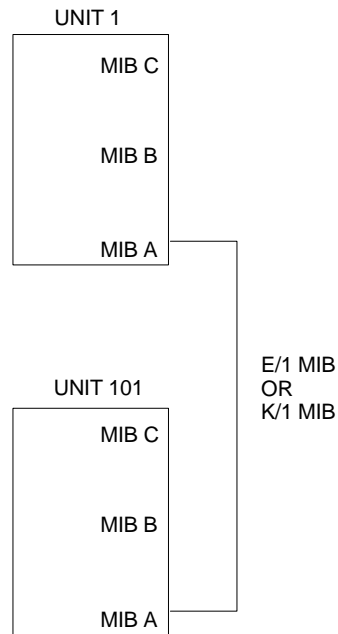 UNIT 1
MIB C
MIB B
MIB A
E/1 MIB
OR
K/1 MIB
UNIT 101
MIB C
MIB B
MIB A